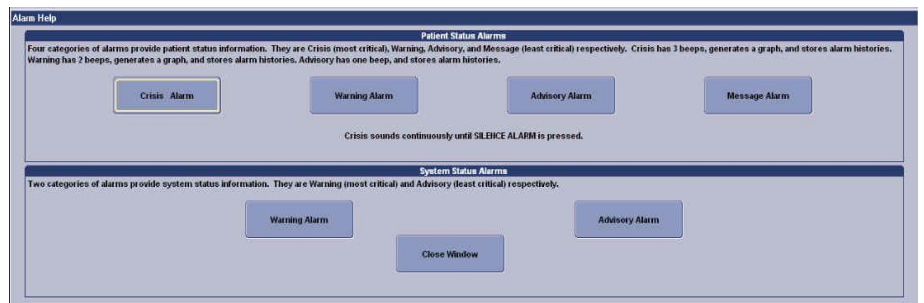 Alarm Help
Patient Status Alarms
Four categories of alarms provide patient status information. They are Crisis (most critical), Warning, Advisory, and Message (least critical) respectively. Crisis has 3 beeps, generates a graph, and stores alarm histories.
Warning has 2 beeps, generates a graph, and stores alarm histories. Advisory has one beep, and stores alarm histories.
Crisis Alarm
Warning Alarm
Advisory Alarm
Message Alarm
Crisis sounds continuously until SILENCE ALARM is pressed.
System Status Alarms
Two categories of alarms provide system status information. They are Warning (most critical) and Advisory (least critical) respectively.
Warning Alarm
Advisory Alarm
Close Window